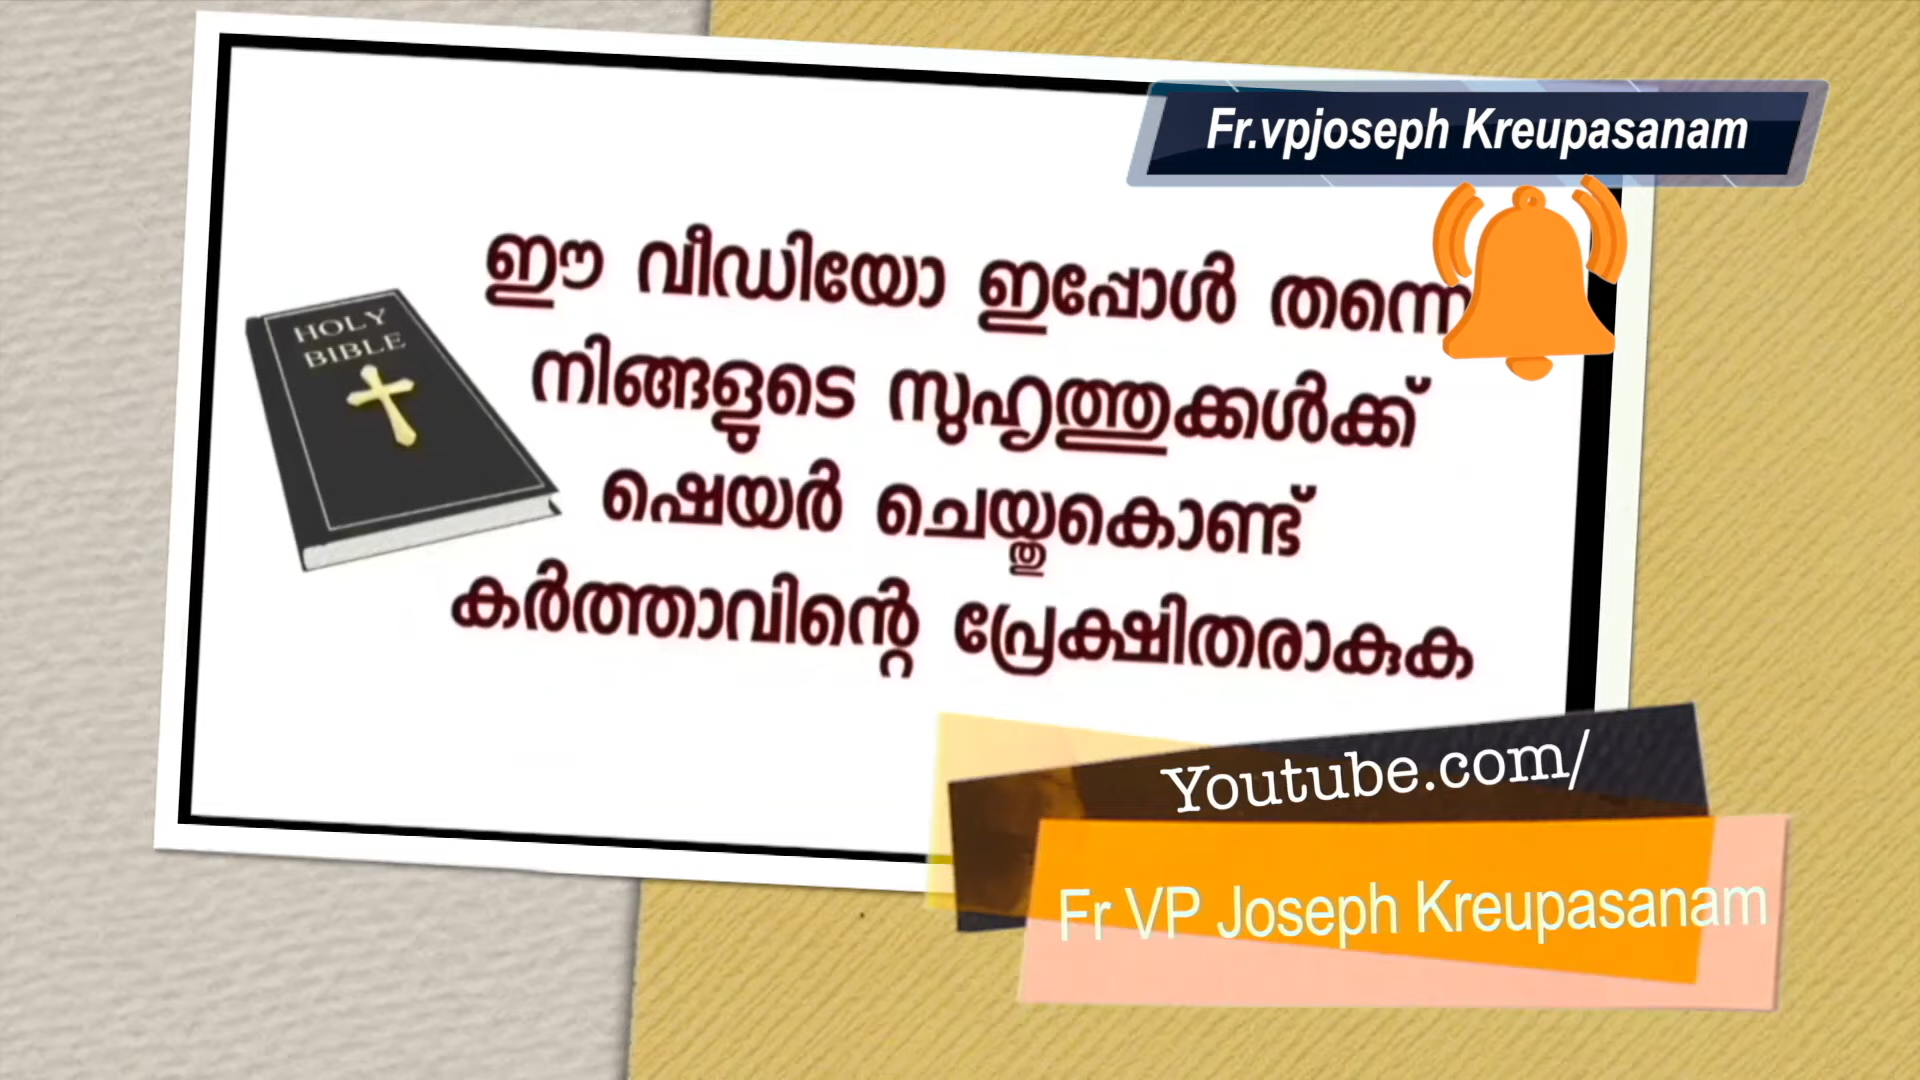 Fr.vpjoseph Kreupasanam
HOLY
BIBLE
ഈ വീഡിയോ ഇപ്പോൾ തന്നെ
നിങ്ങളുടെ സുഹൃത്തുക്കൾക്ക്
ഷെയർ ചെയ്തുകൊണ്ട്
കർത്താവിന്റെ പ്രേക്ഷിതരാകുക
Youtube.com/
Fr VP Joseph Kreupasanam